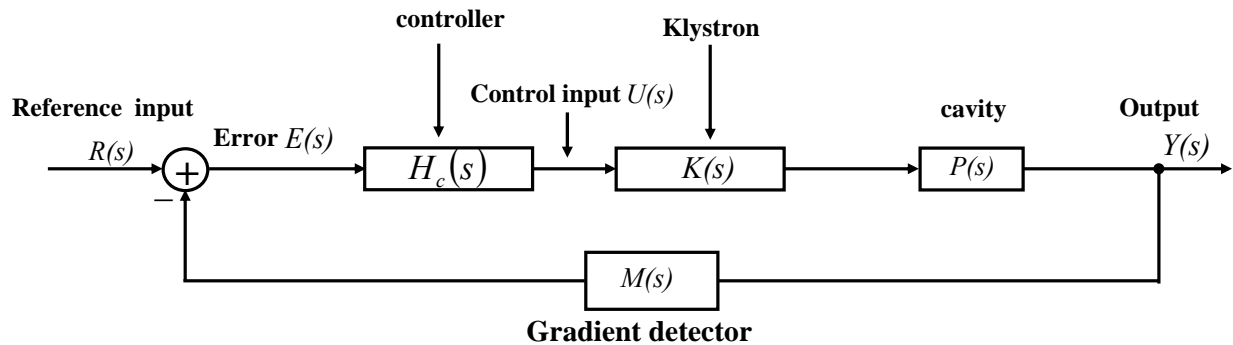 controller
Klystron
Control input U(s)
Reference input
cavity
Output
Error E(s)
R(s)
Y(s)
+
H_c(s)
K(s)
P(s)
−
M(s)
Gradient detector